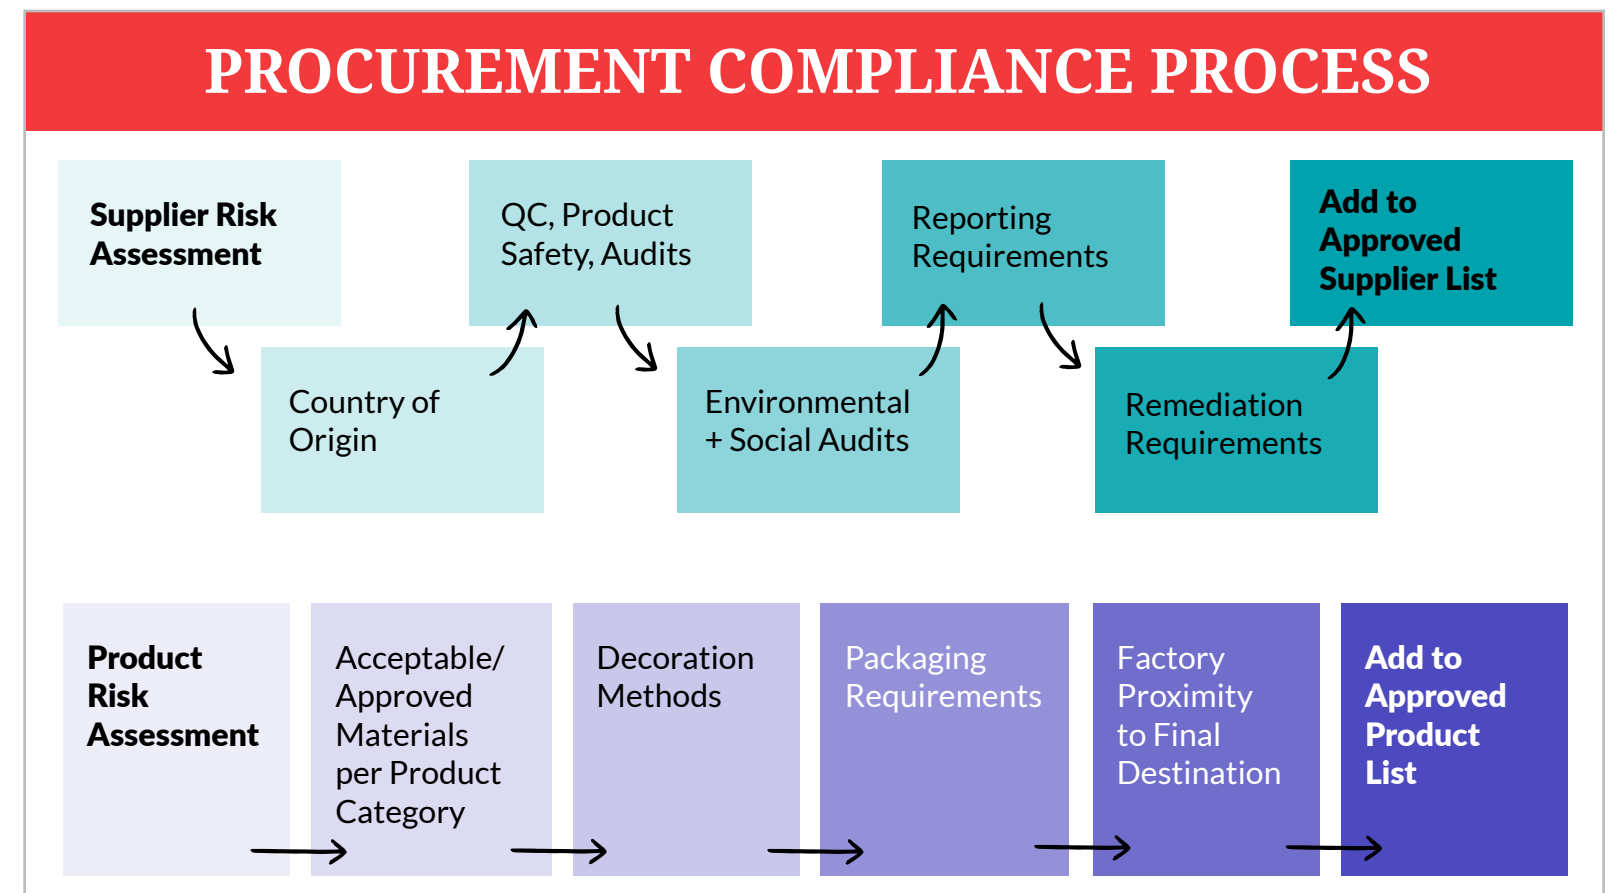 PROCUREMENT COMPLIANCE PROCESS
Supplier Risk
Assessment
Country of
Origin
QC, Product
Safety, Audits
Environmental
+ Social Audits
Reporting
Requirements
Remediation
Requirements
Add to
Approved
Supplier List
Product
Risk
Assessment
Acceptable/
Approved
Materials
per Product
Category
Decoration
Methods
Packaging
Requirements
Factory
Proximity
to Final
Destination
Add to
Approved
Product
List